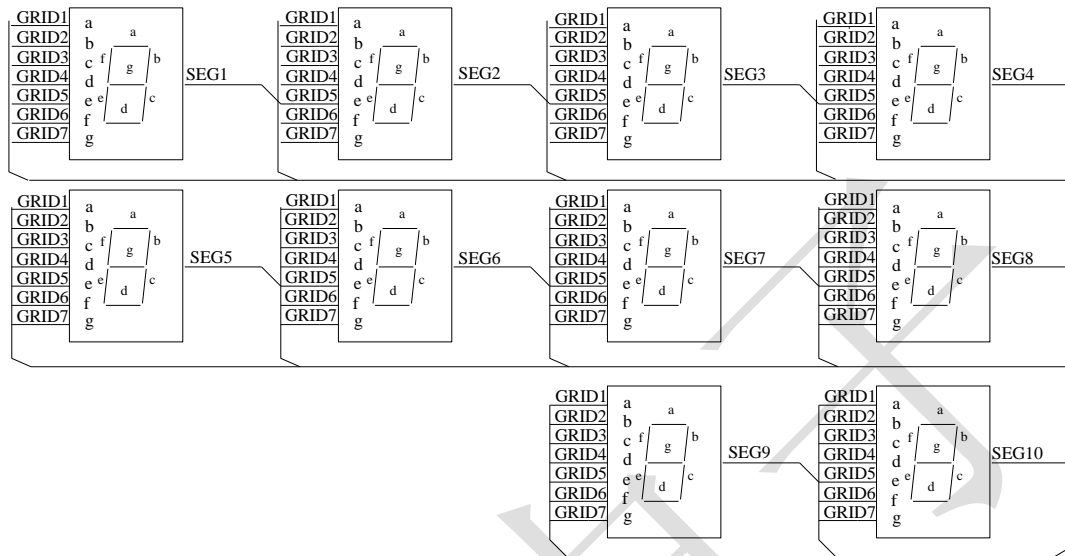 GRID1 a
GRID2 b
GRID3 c
GRID4 d
GRID5 e
GRID6 f
GRID7 g
a
f g b
e d c
SEG1
GRID1 a
GRID2 b
GRID3 c
GRID4 d
GRID5 e
GRID6 f
GRID7 g
a
f g b
e d c
SEG2
GRID1 a
GRID2 b
GRID3 c
GRID4 d
GRID5 e
GRID6 f
GRID7 g
a
f g b
e d c
SEG3
GRID1 a
GRID2 b
GRID3 c
GRID4 d
GRID5 e
GRID6 f
GRID7 g
a
f g b
e d c
SEG4
GRID1 a
GRID2 b
GRID3 c
GRID4 d
GRID5 e
GRID6 f
GRID7 g
a
f g b
e d c
SEG5
GRID1 a
GRID2 b
GRID3 c
GRID4 d
GRID5 e
GRID6 f
GRID7 g
a
f g b
e d c
SEG6
GRID1 a
GRID2 b
GRID3 c
GRID4 d
GRID5 e
GRID6 f
GRID7 g
a
f g b
e d c
SEG7
GRID1 a
GRID2 b
GRID3 c
GRID4 d
GRID5 e
GRID6 f
GRID7 g
a
f g b
e d c
SEG8
GRID1 a
GRID2 b
GRID3 c
GRID4 d
GRID5 e
GRID6 f
GRID7 g
a
f g b
e d c
SEG9
GRID1 a
GRID2 b
GRID3 c
GRID4 d
GRID5 e
GRID6 f
GRID7 g
a
f g b
e d c
SEG10